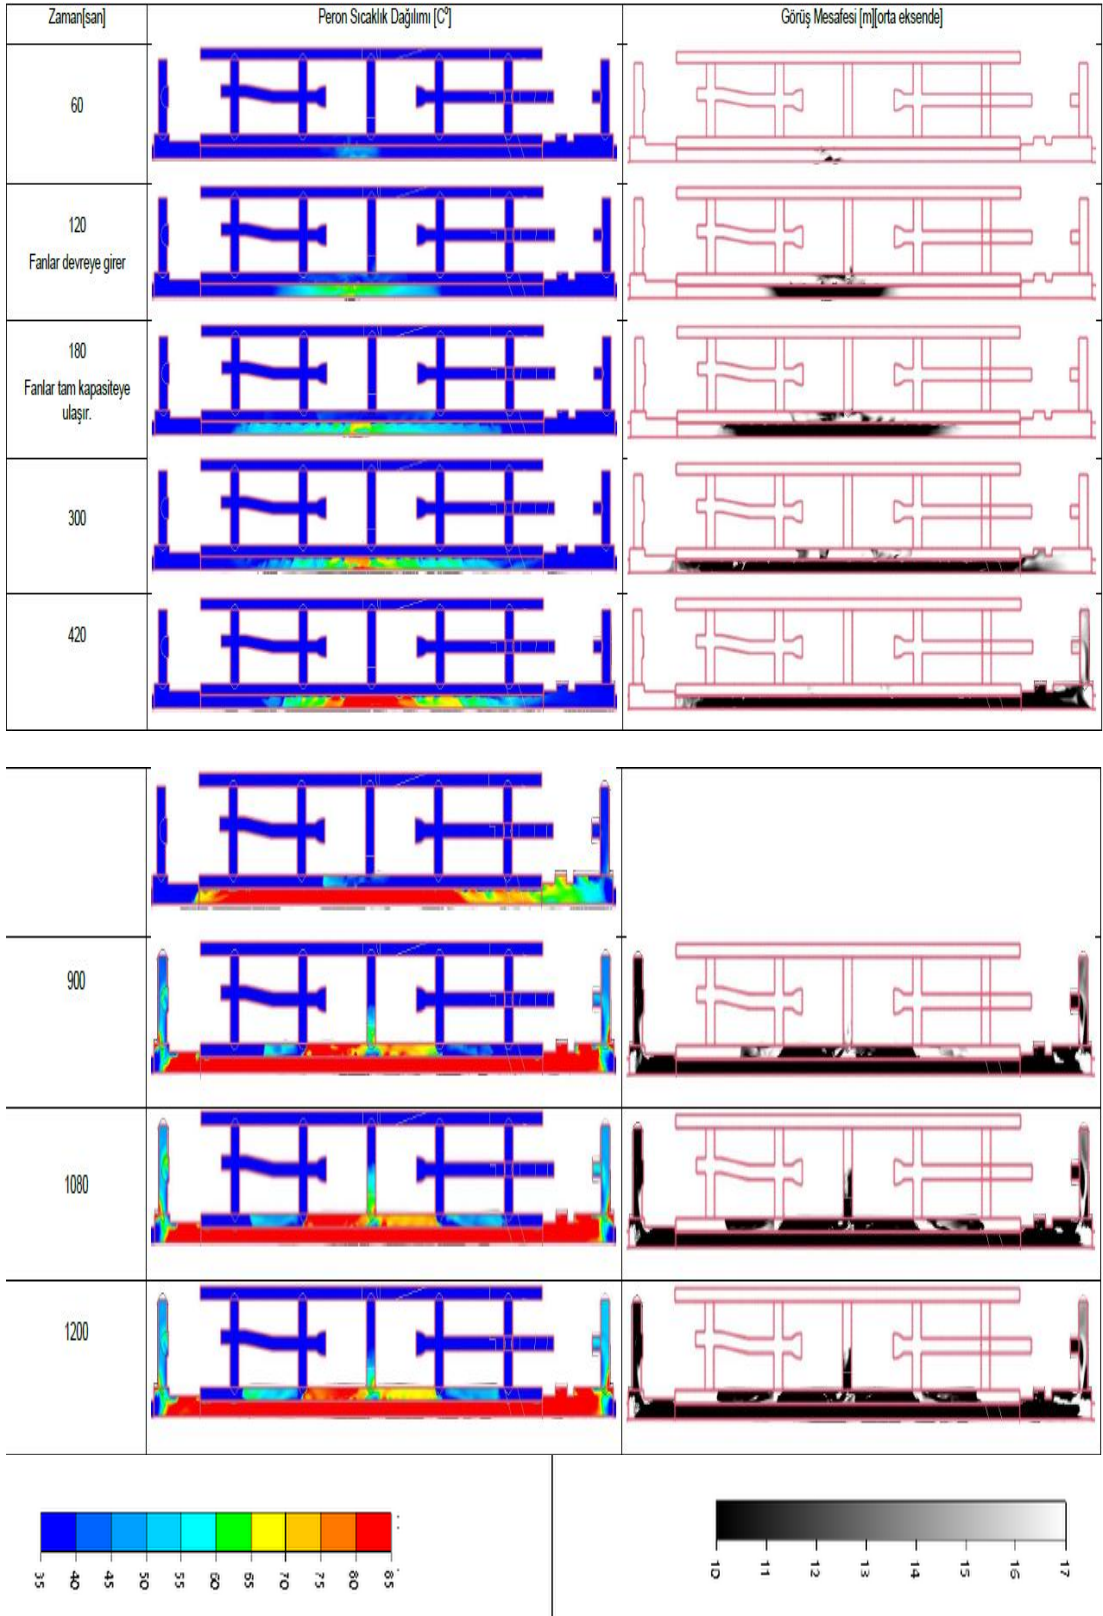 Zaman[san] Peron Sıcaklık Dağılımı [C⁰] Görüş Mesafesi [m][orta eksende]
60
120
Fanlar devreye girer
180
Fanlar tam kapasiteye
ulaşır.
300
420
900
1080
1200
35 40 45 50 55 60 65 70 75 80 85
10 11 12 13 14 15 16 17